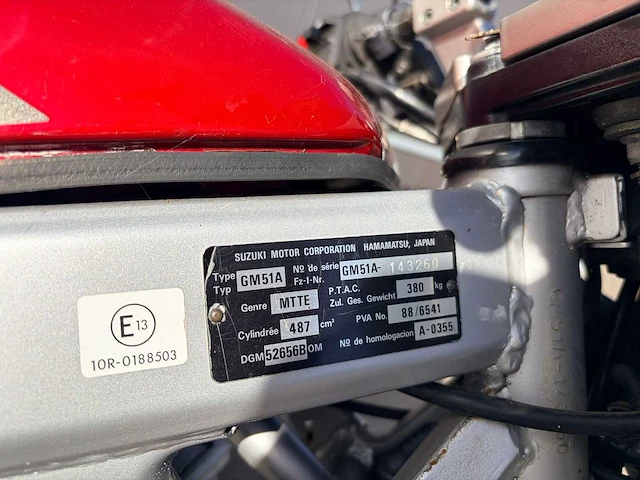 SUZUKI MOTOR CORPORATION HAMAMATSU, JAPAN
Type Typ GM51A Nº de série Fz-I-Nr. GM51A-143260
Genre MTTE P.T.A.C. Zul. Ges. Gewicht 380 kg
Cylindrée 487 cm³ PVA No. 88/6541
DGM 52656B OM Nº de homologacion A-0355
E13
10R-0188503